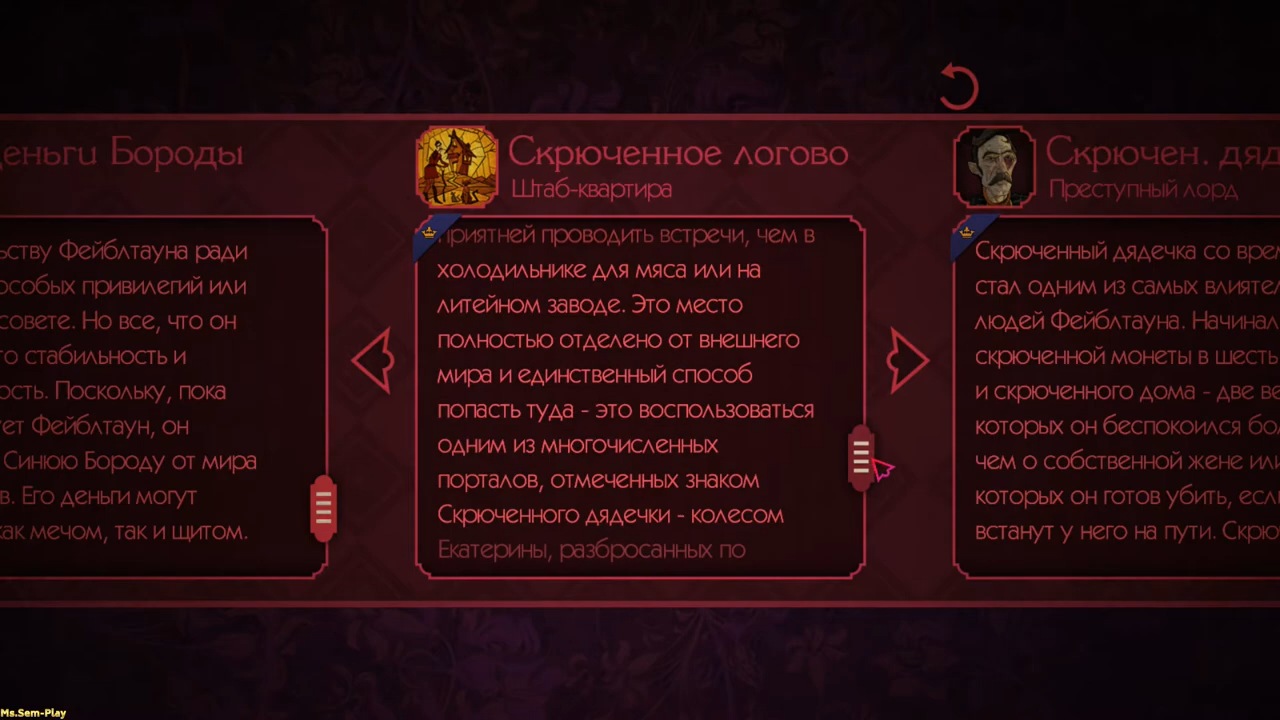 еньги Бороды
ьству Фейблтауна ради
особых привилегий или
совете. Но все, что он
то стабильность и
ость. Поскольку, пока
ет Фейблтаун, он
Синюю Бороду от мира
в. Его деньги могут
как мечом, так и щитом.
Скрюченное логово
Штаб-квартира
приятней проводить встречи, чем в
холодильнике для мяса или на
литейном заводе. Это место
полностью отделено от внешнего
мира и единственный способ
попасть туда - это воспользоваться
одним из многочисленных
порталов, отмеченных знаком
Скрюченного дядечки - колесом
Екатерины, разбросанных по
Скрючен. дяд
Преступный лорд
Скрюченный дядечка со врем
стал одним из самых влиятел
людей Фейблтауна. Начинал
скрюченной монеты в шесть
и скрюченного дома - две ве
которых он беспокоился бол
чем о собственной жене или
которых он готов убить, есл
встанут у него на пути. Скрю
Ms.Sem-Play